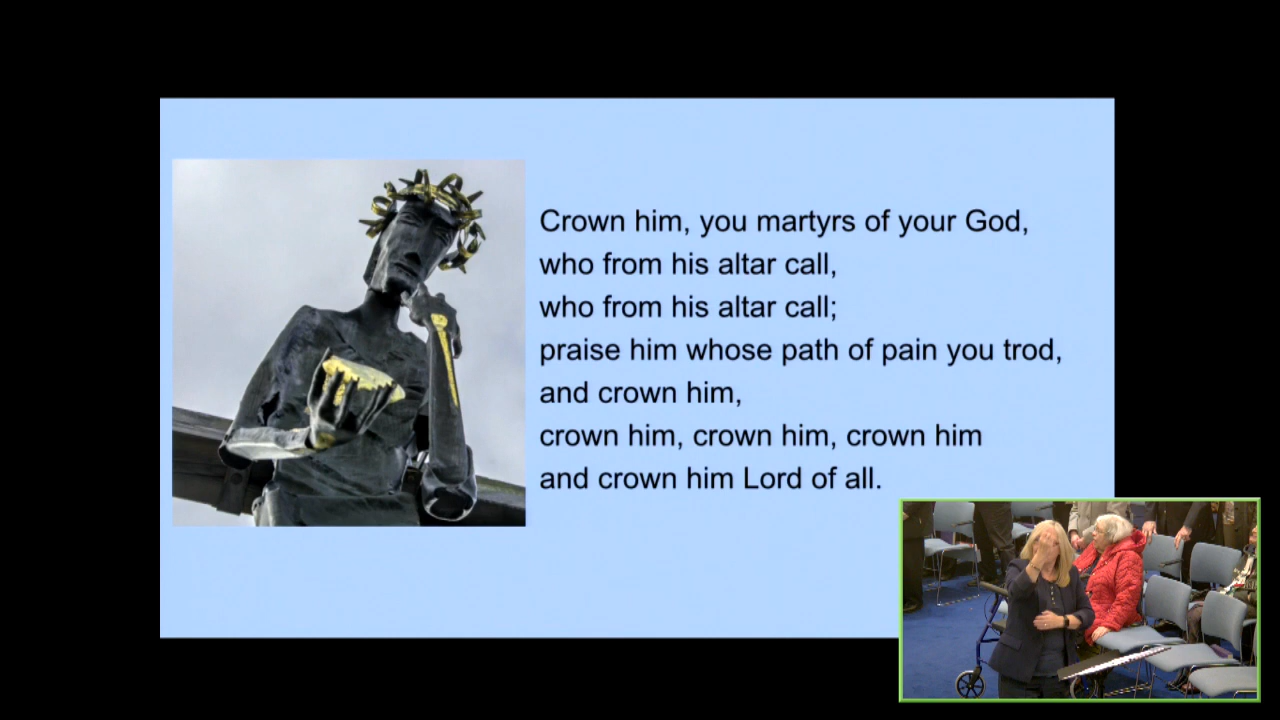 Crown him, you martyrs of your God,
who from his altar call,
who from his altar call;
praise him whose path of pain you trod,
and crown him,
crown him, crown him, crown him
and crown him Lord of all.